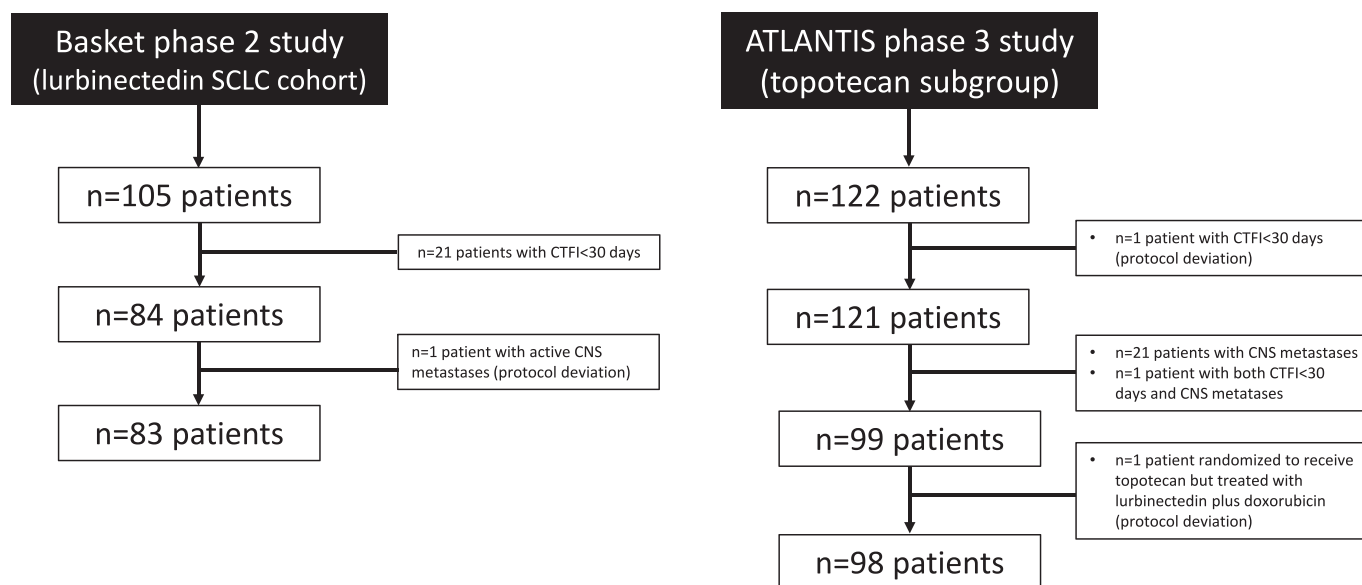 Basket phase 2 study
(lurbinectedin SCLC cohort)
n=105 patients
n=21 patients with CTFI<30 days
n=84 patients
n=1 patient with active CNS
metastases (protocol deviation)
n=83 patients
ATLANTIS phase 3 study
(topotecan subgroup)
n=122 patients
• n=1 patient with CTFI<30 days
(protocol deviation)
n=121 patients
• n=21 patients with CNS metastases
• n=1 patient with both CTFI<30
days and CNS metatases
n=99 patients
• n=1 patient randomized to receive
topotecan but treated with
lurbinectedin plus doxorubicin
(protocol deviation)
n=98 patients